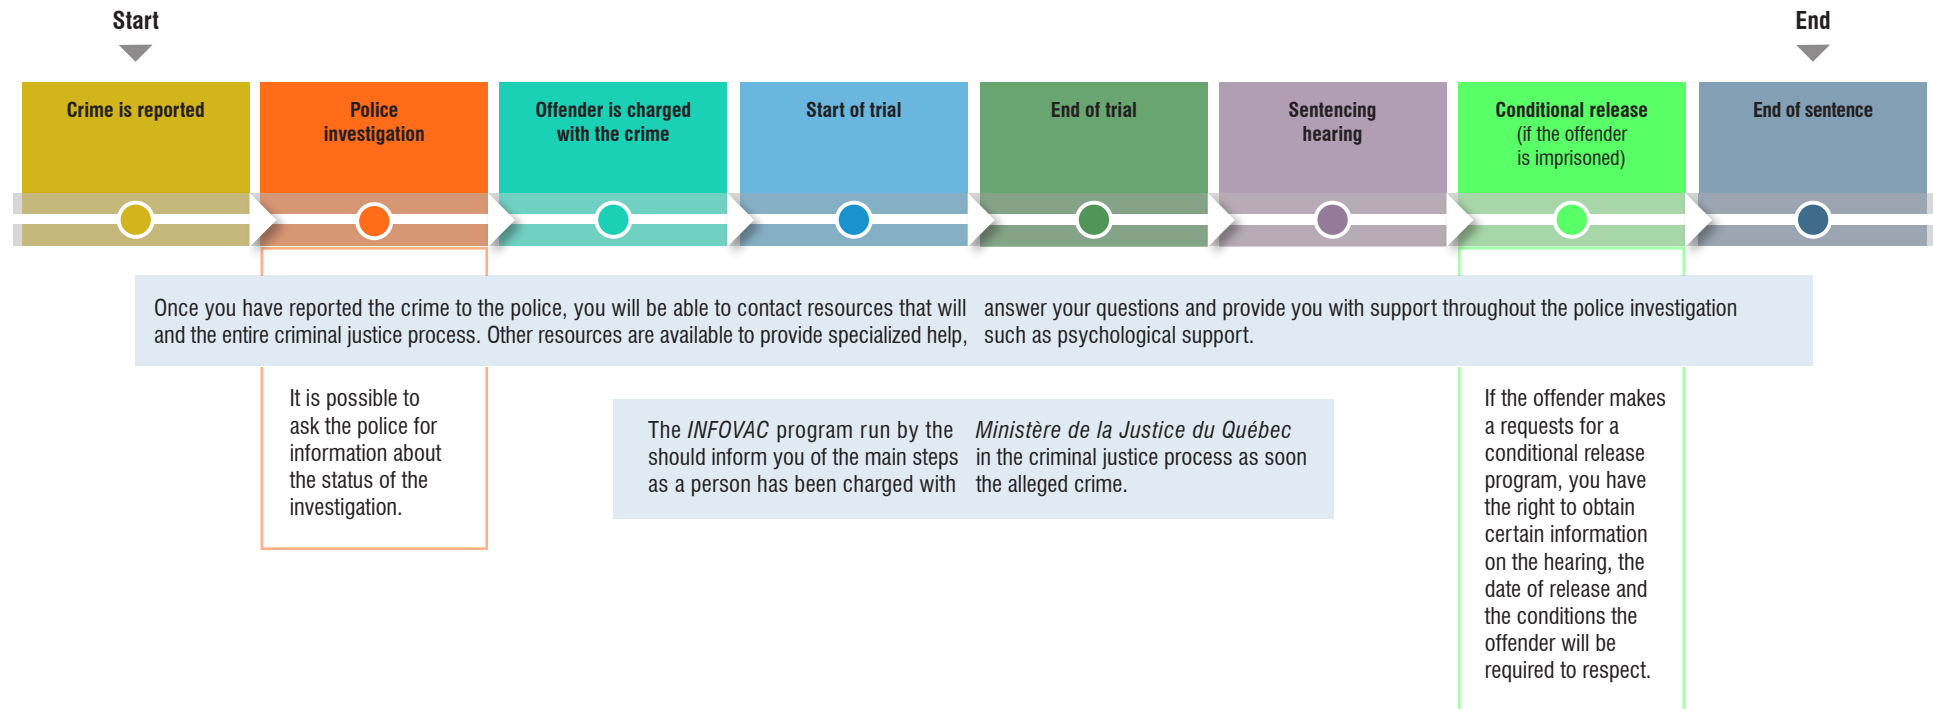 Start
End
Crime is reported
Police
investigation
Offender is charged
with the crime
Start of trial
End of trial
Sentencing
hearing
Conditional release
(if the offender
is imprisoned)
End of sentence
Once you have reported the crime to the police, you will be able to contact resources that will answer your questions and provide you with support throughout the police investigation
and the entire criminal justice process. Other resources are available to provide specialized help, such as psychological support.
It is possible to
ask the police for
information about
the status of the
investigation.
The INFOVAC program run by the Ministère de la Justice du Québec
should inform you of the main steps in the criminal justice process as soon
as a person has been charged with the alleged crime.
If the offender makes
a requests for a
conditional release
program, you have
the right to obtain
certain information
on the hearing, the
date of release and
the conditions the
offender will be
required to respect.